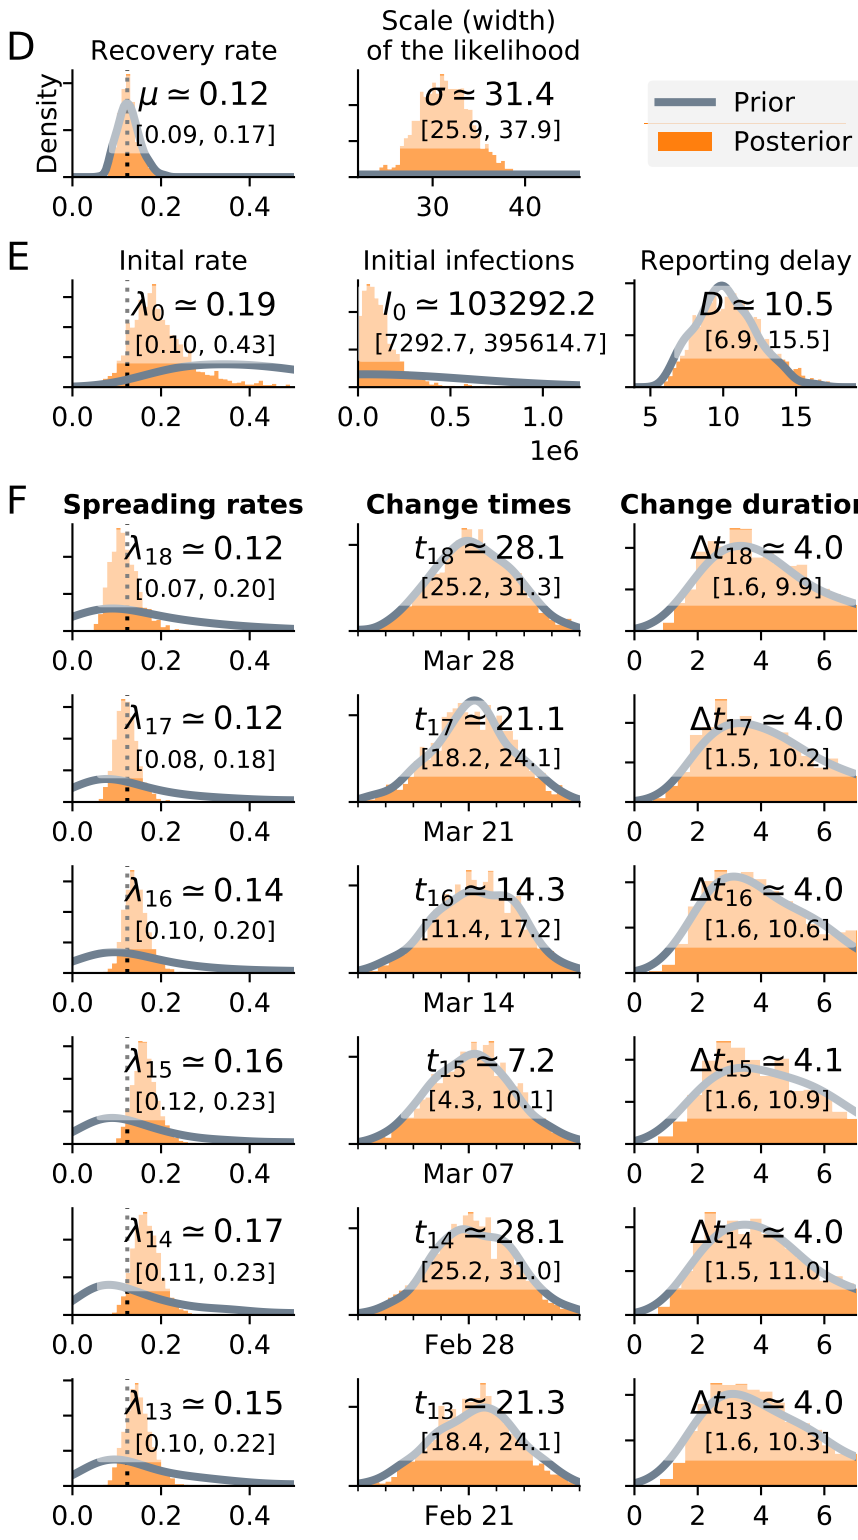 D
Recovery rate
Scale (width)
of the likelihood
Density
μ ≃ 0.12
[0.09, 0.17]
0.0 0.2 0.4
σ ≃ 31.4
[25.9, 37.9]
30 40
Prior
Posterior
E
Inital rate
λ0 ≃ 0.19
[0.10, 0.43]
0.0 0.2 0.4
Initial infections
I0 ≃ 103292.2
[7292.7, 395614.7]
0.0 0.5 1.0
1e6
Reporting delay
D ≃ 10.5
[6.9, 15.5]
5 10 15
F
Spreading rates
Change times
Change duration
λ18 ≃ 0.12
[0.07, 0.20]
0.0 0.2 0.4
t18 ≃ 28.1
[25.2, 31.3]
Mar 28
Δt18 ≃ 4.0
[1.6, 9.9]
0 2 4 6
λ17 ≃ 0.12
[0.08, 0.18]
0.0 0.2 0.4
t17 ≃ 21.1
[18.2, 24.1]
Mar 21
Δt17 ≃ 4.0
[1.5, 10.2]
0 2 4 6
λ16 ≃ 0.14
[0.10, 0.20]
0.0 0.2 0.4
t16 ≃ 14.3
[11.4, 17.2]
Mar 14
Δt16 ≃ 4.0
[1.6, 10.6]
0 2 4 6
λ15 ≃ 0.16
[0.12, 0.23]
0.0 0.2 0.4
t15 ≃ 7.2
[4.3, 10.1]
Mar 07
Δt15 ≃ 4.1
[1.6, 10.9]
0 2 4 6
λ14 ≃ 0.17
[0.11, 0.23]
0.0 0.2 0.4
t14 ≃ 28.1
[25.2, 31.0]
Feb 28
Δt14 ≃ 4.0
[1.5, 11.0]
0 2 4 6
λ13 ≃ 0.15
[0.10, 0.22]
0.0 0.2 0.4
t13 ≃ 21.3
[18.4, 24.1]
Feb 21
Δt13 ≃ 4.0
[1.6, 10.3]
0 2 4 6